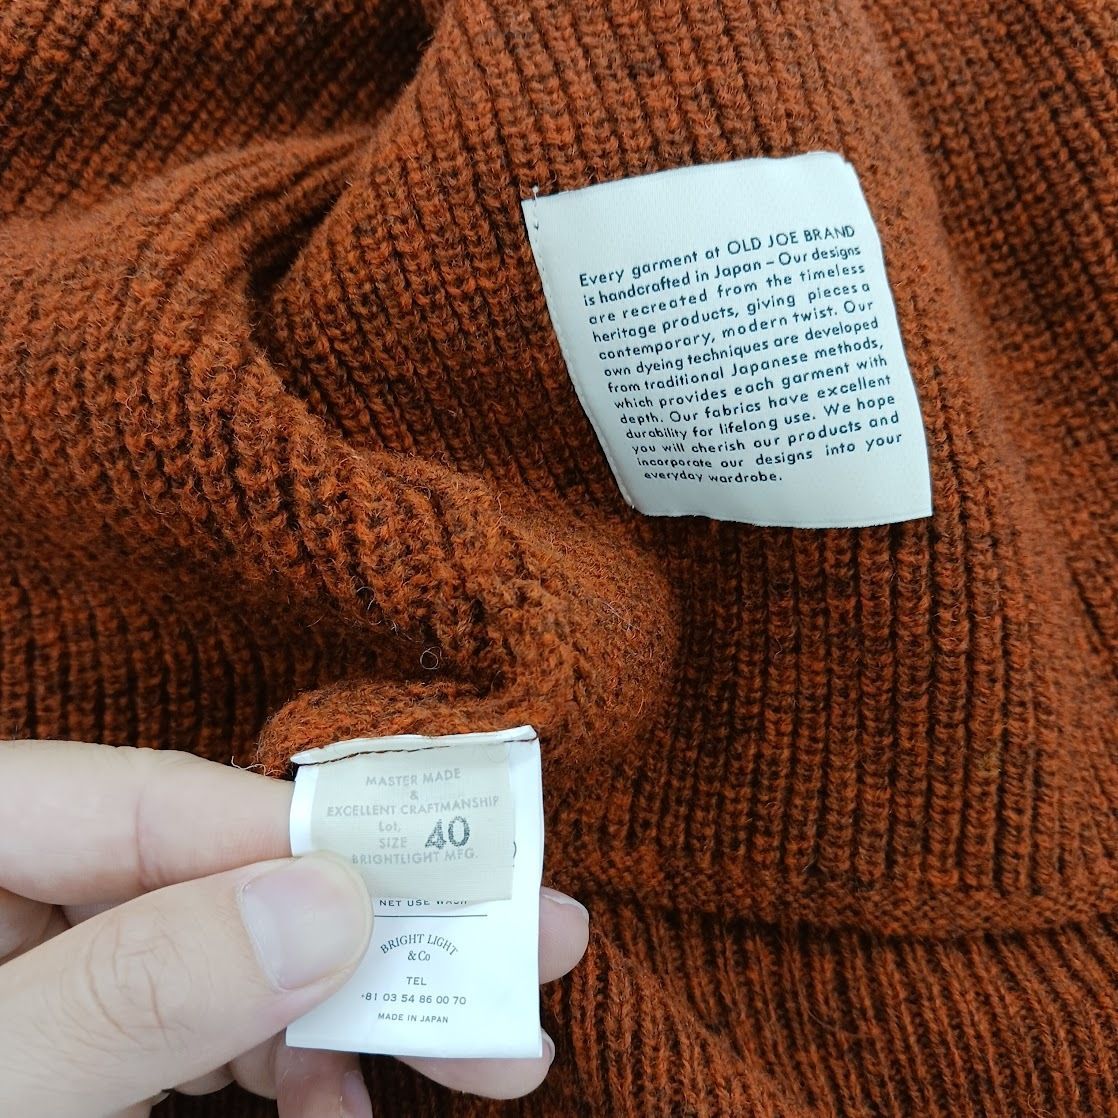 Every garment at OLD JOE BRAND
is handcrafted in Japan – Our designs
are recreated from the timeless
heritage products, giving pieces a
contemporary, modern twist. Our
own dyeing techniques are developed
from traditional Japanese methods,
which provides each garment with
depth. Our fabrics have excellent
durability for lifelong use. We hope
you will cherish our products and
incorporate our designs into your
everyday wardrobe.
MASTER MADE
&
EXCELLENT CRAFTMANSHIP
Lot,
SIZE 40
BRIGHTLIGHT MFG.
NET USE WASH
BRIGHT LIGHT
& Co
TEL
+81 03 54 86 00 70
MADE IN JAPAN